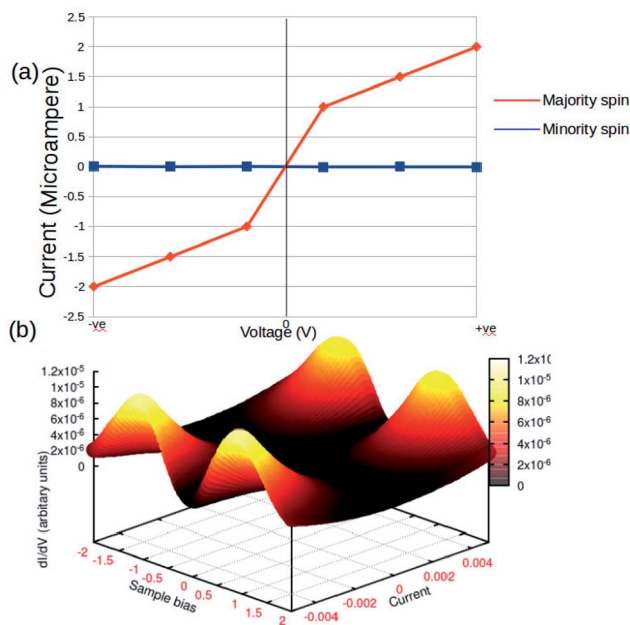 (a)
Current (Microampere)
2.5
2
1.5
1
0.5
0
-0.5
-1
-1.5
-2
-2.5
-ve
0
+ve
Voltage (V)
Majority spin
Minority spin
(b)
dI/dV (arbitary units)
1.2x10-5
1x10-5
8x10-6
6x10-6
4x10-6
2x10-6
0
-2
-1.5
-1
-0.5
0
0.5
1
1.5
2
Sample bias
-0.004
-0.002
0
0.002
0.004
Current
1.2x10
1x10-5
8x10-6
6x10-6
4x10-6
2x10-6
0